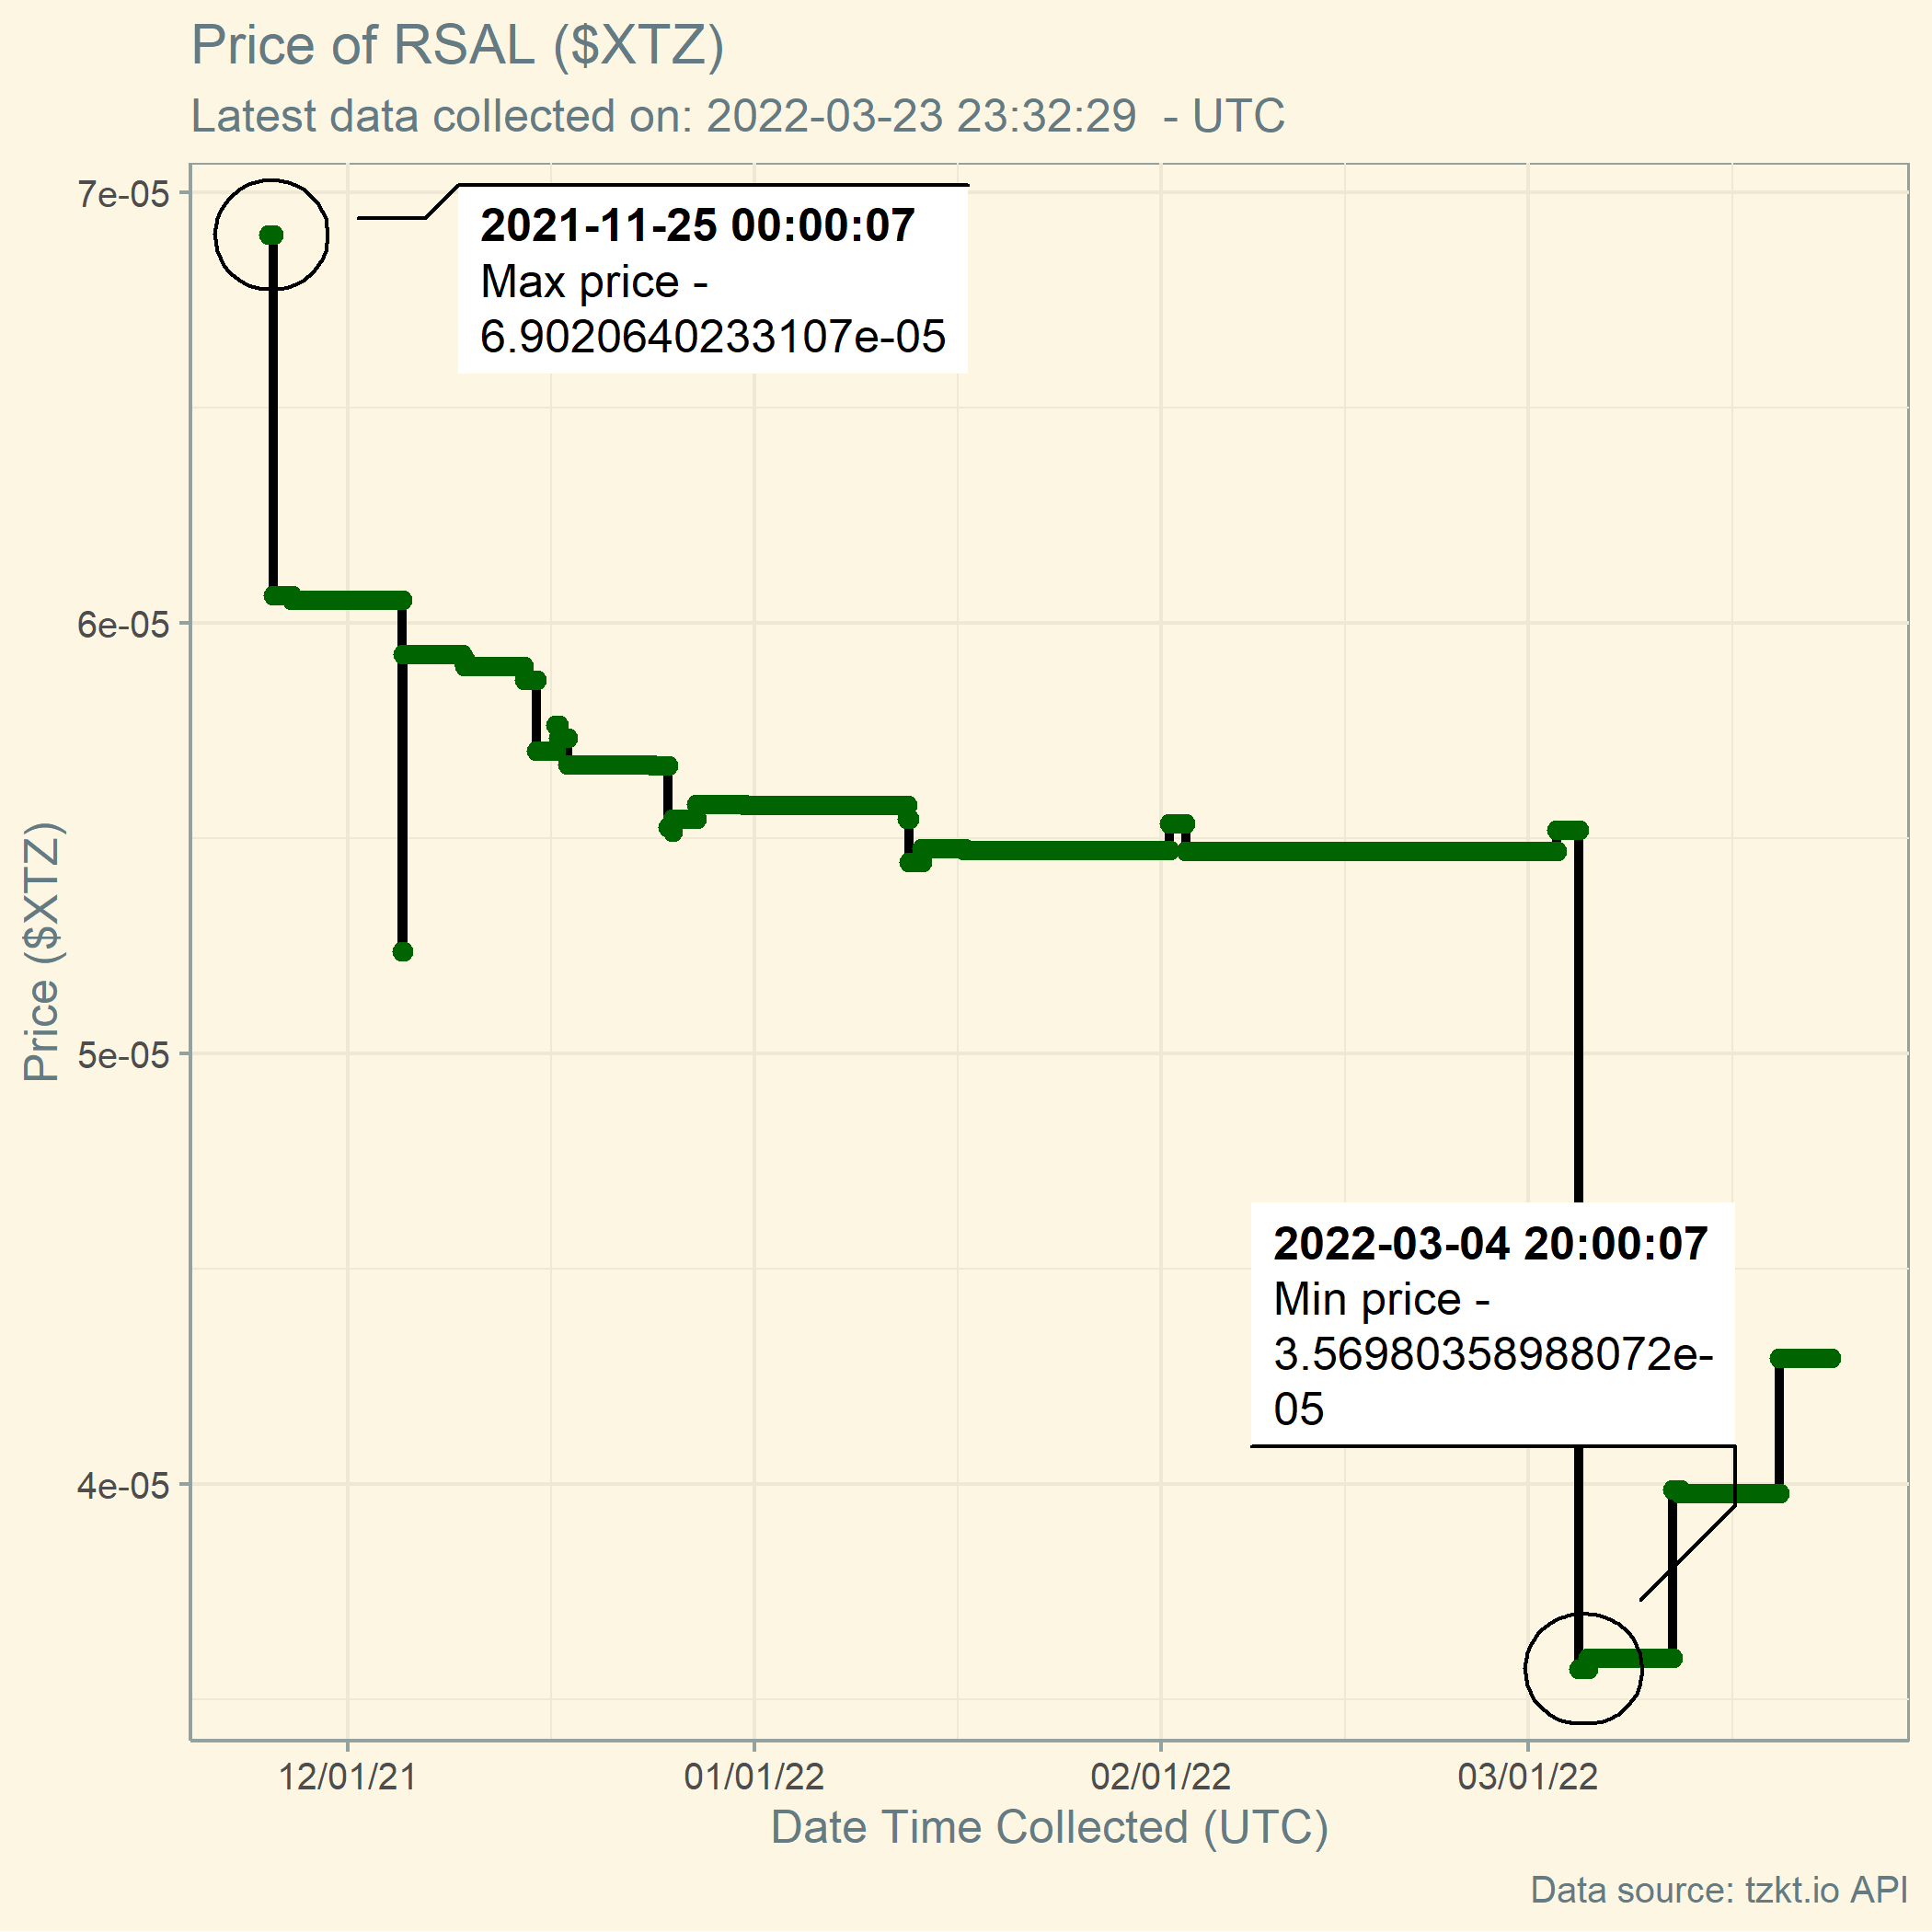 Price of RSAL ($XTZ)
Latest data collected on: 2022-03-23 23:32:29  - UTC
7e-05
6e-05
5e-05
4e-05
Price ($XTZ)
2021-11-25 00:00:07
Max price -
6.9020640233107e-05
2022-03-04 20:00:07
Min price -
3.56980358988072e-
05
12/01/21
01/01/22
02/01/22
03/01/22
Date Time Collected (UTC)
Data source: tzkt.io API